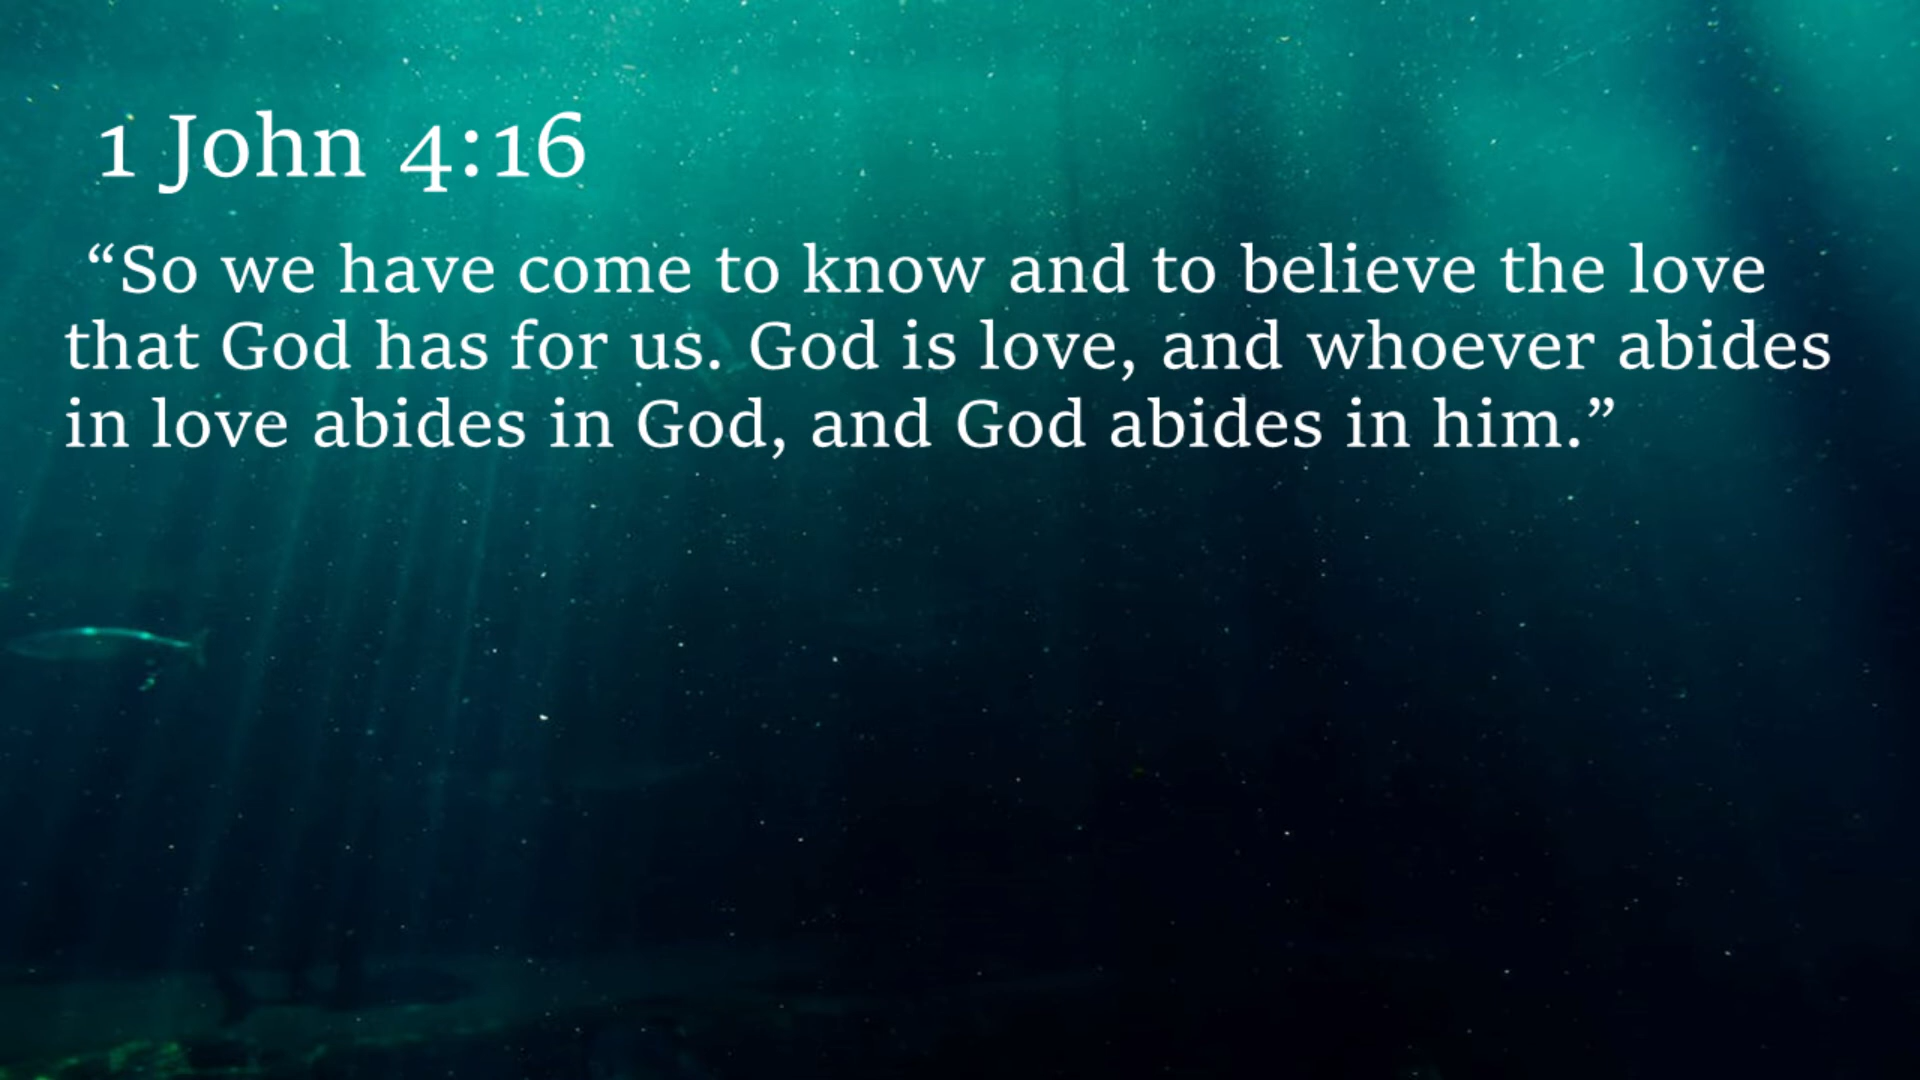 1 John 4:16
“So we have come to know and to believe the love
that God has for us. God is love, and whoever abides
in love abides in God, and God abides in him.”